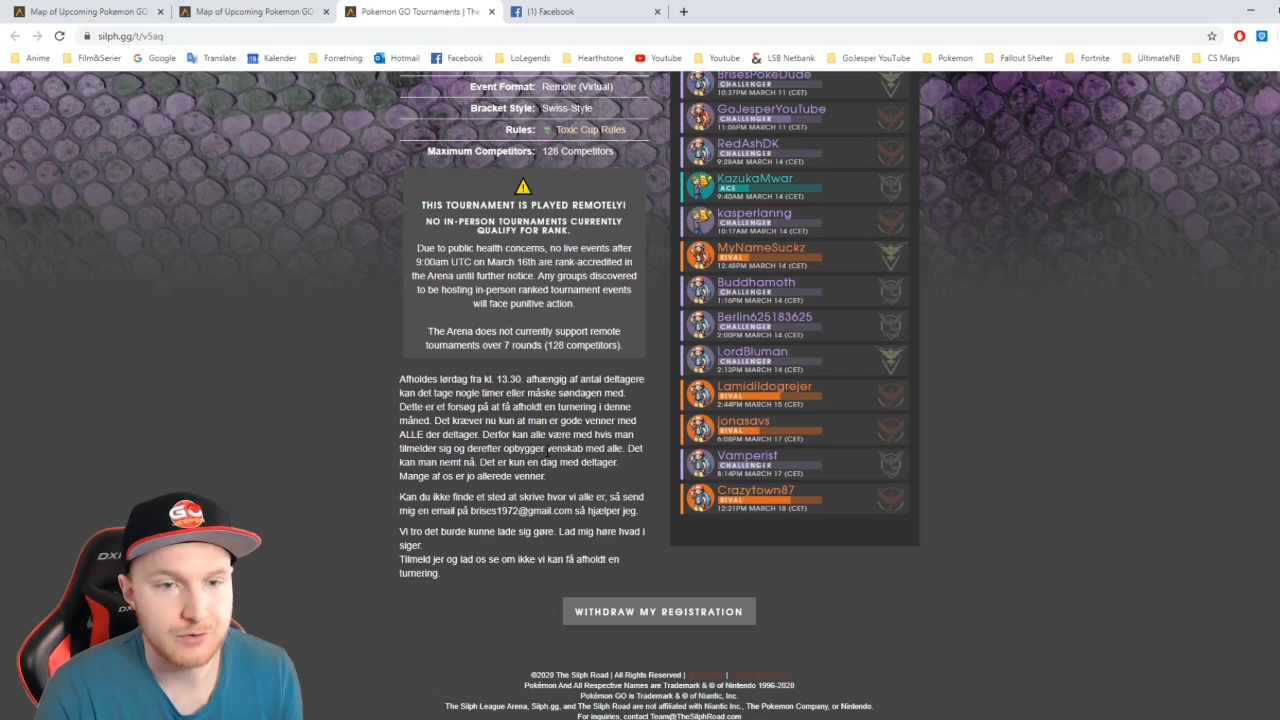 Map of Upcoming Pokemon GO
Map of Upcoming Pokemon GO
Pokemon GO Tournaments | The
(1) Facebook
silph.gg/t/v5aq
Anime
Film&Serier
Google
Translate
Kalender
Forretning
Hotmail
Facebook
LoLegends
Hearthstone
Youtube
Youtube
LSB Netbank
GoJesper YouTube
Pokemon
Fallout Shelter
Fortnite
UltimateNB
CS Maps
Event Format: Remote (Virtual)
Bracket Style: Swiss-Style
Rules: Toxic Cup Rules
Maximum Competitors: 128 Competitors
THIS TOURNAMENT IS PLAYED REMOTELY!
NO IN-PERSON TOURNAMENTS CURRENTLY
QUALIFY FOR RANK.
Due to public health concerns, no live events after
9:00am UTC on March 16th are rank-accredited in
the Arena until further notice. Any groups discovered
to be hosting in-person ranked tournament events
will face punitive action.
The Arena does not currently support remote
tournaments over 7 rounds (128 competitors).
Afholdes lørdag fra kl. 13.30. afhængig af antal deltagere
kan det tage nogle timer eller måske søndagen med.
Dette er et forsøg på at få afholdt en turnering i denne
måned. Det kræver nu kun at man er gode venner med
ALLE der deltager. Derfor kan alle være med hvis man
tilmelder sig og derefter opbygger venskab med alle. Det
kan man nemt nå. Det er kun en dag med deltager.
Mange af os er jo allerede venner.
Kan du ikke finde et sted at skrive hvor vi alle er, så send
mig en email på brises1972@gmail.com så hjælper jeg.
Vi tro det burde kunne lade sig gøre. Lad mig høre hvad i
siger.
Tilmeld jer og lad os se om ikke vi kan få afholdt en
turnering.
BrisesPokeDude
CHALLENGER
10:37PM MARCH 11 (CET)
GoJesperYouTube
CHALLENGER
11:06PM MARCH 11 (CET)
RedAshDK
CHALLENGER
9:28AM MARCH 14 (CET)
KazukaMwar
ACE
9:40AM MARCH 14 (CET)
kasperlanng
CHALLENGER
10:17AM MARCH 14 (CET)
MyNameSuckz
RIVAL
12:48PM MARCH 14 (CET)
Buddhamoth
CHALLENGER
1:16PM MARCH 14 (CET)
Berlin625183625
CHALLENGER
2:00PM MARCH 14 (CET)
LordBluman
CHALLENGER
2:12PM MARCH 14 (CET)
Lamidildogrejer
RIVAL
2:44PM MARCH 15 (CET)
jonasavs
RIVAL
6:08PM MARCH 17 (CET)
Vamperist
CHALLENGER
8:14PM MARCH 17 (CET)
Crazytown87
RIVAL
12:21PM MARCH 18 (CET)
WITHDRAW MY REGISTRATION
©2020 The Silph Road | All Rights Reserved |
Pokémon And All Respective Names are Trademark & © of Nintendo 1996-2020
Pokémon GO is Trademark & © of Niantic, Inc.
The Silph League Arena, Silph.gg, and The Silph Road are not affiliated with Niantic Inc, The Pokemon Company, or Nintendo.
For inquiries, contact Team@TheSilphRoad.com
GO